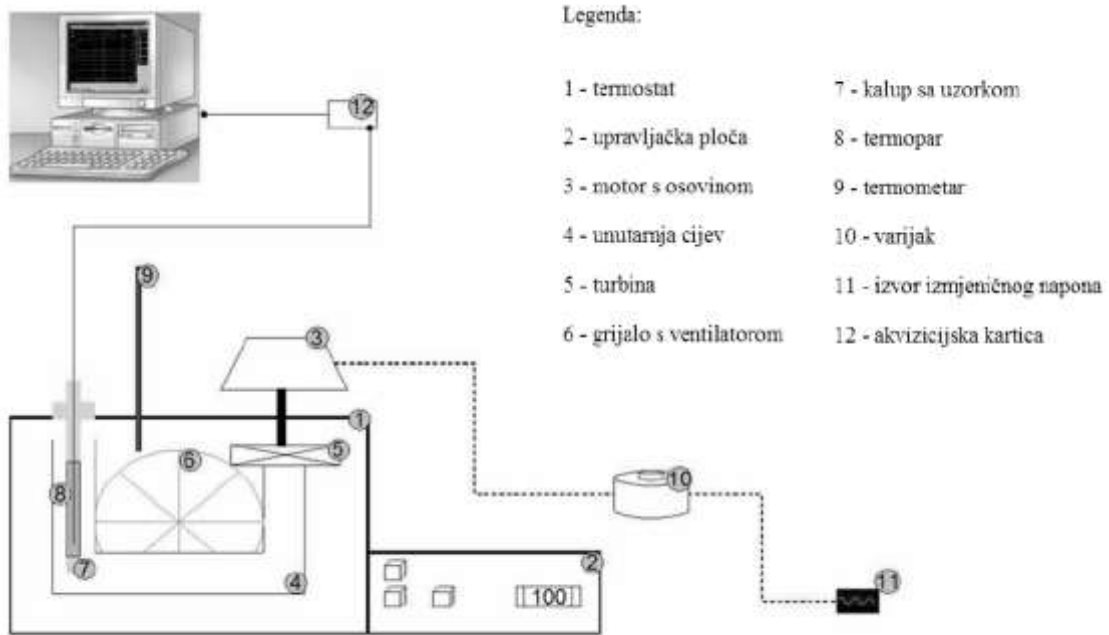 Legenda:
1 - termostat
2 - upravljačka ploča
3 - motor s osovinom
4 - unutarnja cijev
5 - turbina
6 - grijalo s ventilatorom
7 - kalup sa uzorkom
8 - termopar
9 - termometar
10 - varijak
11 - izvor izmjeničnog napona
12 - akvizicijska kartica
12
9
3
1
6
5
8
10
7
4
2
100
11